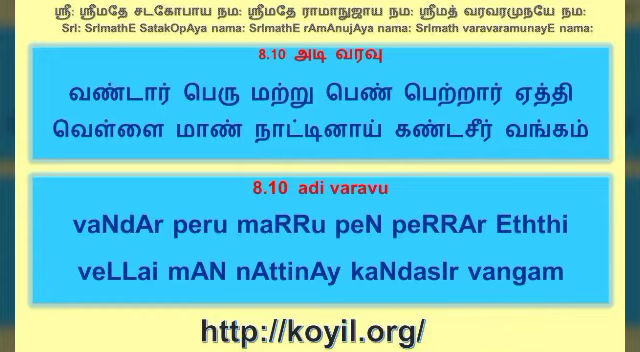 ஸ்ரீ: ஸ்ரீமதே சடகோபாய நம: ஸ்ரீமதே ராமாநுஜாய நம: ஸ்ரீமத் வரவரமுநயே நம:
SrI: SrImathE SatakOpAya nama: SrImathE rAmAnujAya nama: SrImath varavaramunayE nama:
8.10 அடி வரவு
வண்டார் பெரு மற்று பெண் பெற்றார் ஏத்தி
வெள்ளை மாண் நாட்டினாய் கண்டசீர் வங்கம்
8.10 adi varavu
vaNdAr peru maRRu peN peRRAr Eththi
veLLai mAN nAttinAy kaNdasIr vangam
http://koyil.org/